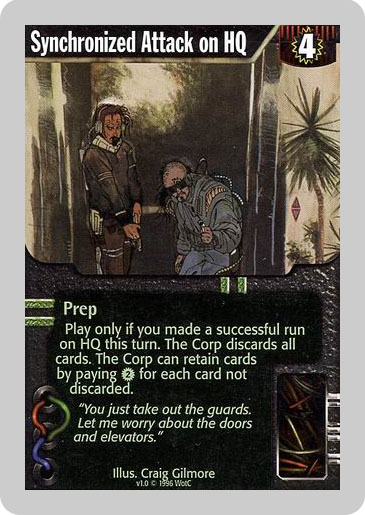 Synchronized Attack on HQ
4
Prep
Play only if you made a successful run
on HQ this turn. The Corp discards all
cards. The Corp can retain cards
by paying 2 for each card not
discarded.
“You just take out the guards.
Let me worry about the doors
and elevators.”
Illus. Craig Gilmore
v1.0 © 1996 WotC